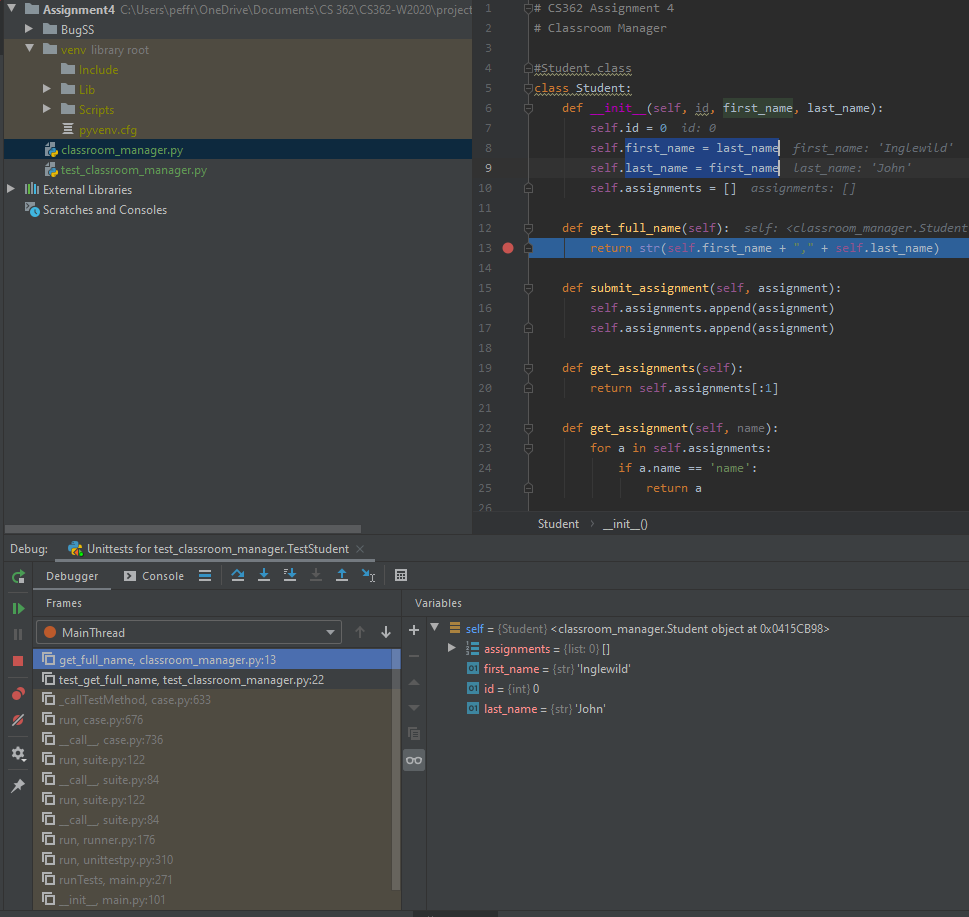 Assignment4 C:\Users\peffr\OneDrive\Documents\CS 362\CS362-W2020\project
BugSS
venv library root
Include
Lib
Scripts
pyvenv.cfg
classroom_manager.py
test_classroom_manager.py
External Libraries
Scratches and Consoles
1 # CS362 Assignment 4
2 # Classroom Manager
3
4 #Student class
5 class Student:
6 def __init__(self, id, first_name, last_name):
7 self.id = 0 id: 0
8 self.first_name = last_name first_name: 'Inglewild'
9 self.last_name = first_name last_name: 'John'
10 self.assignments = [] assignments: []
11
12 def get_full_name(self): self: <classroom_manager.Student
13 return str(self.first_name + "," + self.last_name)
14
15 def submit_assignment(self, assignment):
16 self.assignments.append(assignment)
17 self.assignments.append(assignment)
18
19 def get_assignments(self):
20 return self.assignments[:1]
21
22 def get_assignment(self, name):
23 for a in self.assignments:
24 if a.name == 'name':
25 return a
26
Student › __init__()
Debug: Unittests for test_classroom_manager.TestStudent ×
Debugger Console
Frames
MainThread
get_full_name, classroom_manager.py:13
test_get_full_name, test_classroom_manager.py:22
_callTestMethod, case.py:633
run, case.py:676
__call__, case.py:736
run, suite.py:122
__call__, suite.py:84
run, suite.py:122
__call__, suite.py:84
run, runner.py:176
run, unittestpy.py:310
runTests, main.py:271
__init__, main.py:101
Variables
self = {Student} <classroom_manager.Student object at 0x0415CB98>
assignments = {list: 0} []
first_name = {str} 'Inglewild'
id = {int} 0
last_name = {str} 'John'